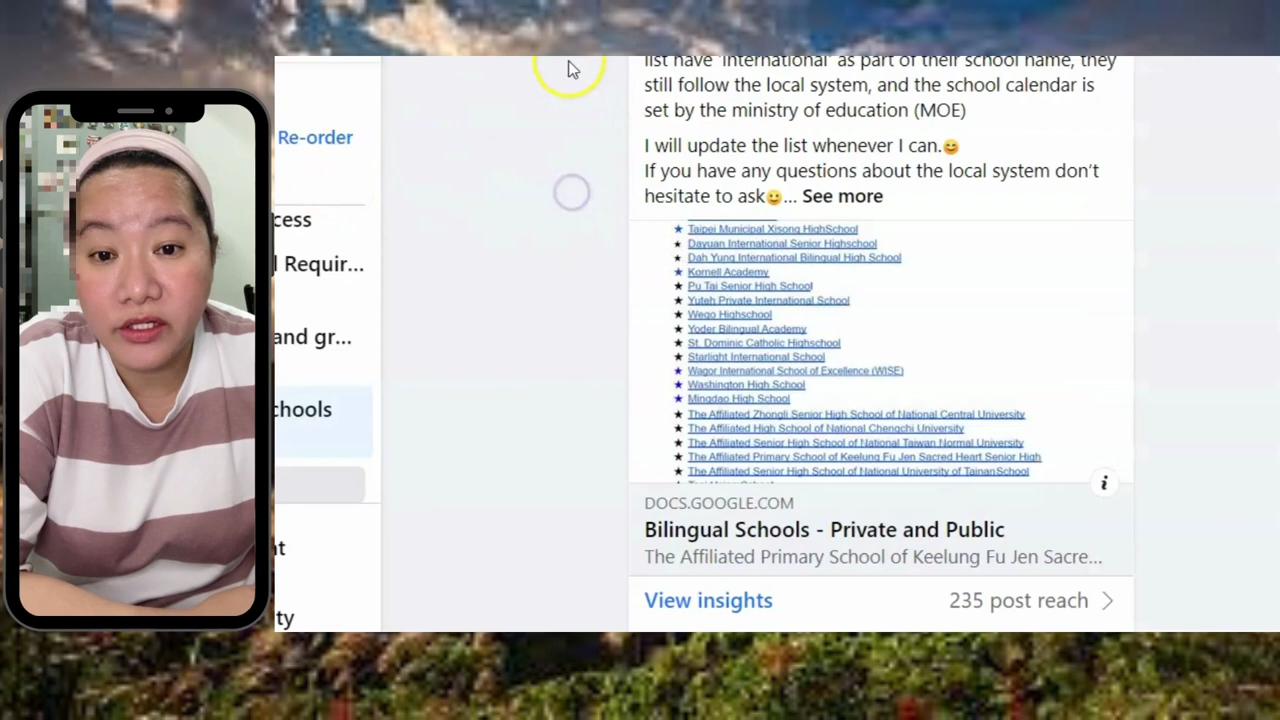 Re-order
cess
l Requir...
and gr...
chools
nt
ty
list have 'international' as part of their school name, they
still follow the local system, and the school calendar is
set by the ministry of education (MOE)
I will update the list whenever I can.😊
If you have any questions about the local system don't
hesitate to ask😉... See more
Taipei Municipal Xisong HighSchool
Dayuan International Senior Highschool
Dah Yung International Bilingual High School
Kornell Academy
Pu Tai Senior High School
Yuteh Private International School
Wego Highschool
Yoder Bilingual Academy
St. Dominic Catholic Highschool
Starlight International School
Wagor International School of Excellence (WISE)
Washington High School
Mingdao High School
The Affiliated Zhongli Senior High School of National Central University
The Affiliated High School of National Chengchi University
The Affiliated Senior High School of National Taiwan Normal University
The Affiliated Primary School of Keelung Fu Jen Sacred Heart Senior High
The Affiliated Senior High School of National University of TainanSchool
DOCS.GOOGLE.COM
Bilingual Schools - Private and Public
The Affiliated Primary School of Keelung Fu Jen Sacre...
View insights
235 post reach